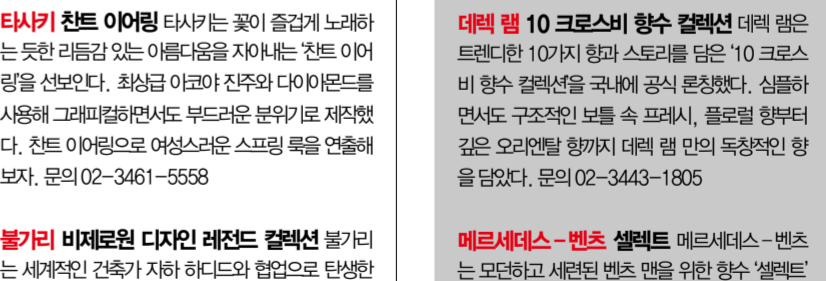 타사키 찬트 이어링 타사키는 꽃이 즐겁게 노래하
는 듯한 리듬감 있는 아름다움을 자아내는 ‘찬트 이어
링’을 선보인다. 최상급 아코야 진주와 다이아몬드를
사용해 그래피컬하면서도 부드러운 분위기로 제작했
다. 찬트 이어링으로 여성스러운 스프링 룩을 연출해
보자. 문의 02-3461-5558
불가리 비제로원 디자인 레전드 컬렉션 불가리
는 세계적인 건축가 자하 하디드와 협업으로 탄생한
데렉 램 10 크로스비 향수 컬렉션 데렉 램은
트렌디한 10가지 향과 스토리를 담은 ‘10 크로스
비 향수 컬렉션’을 국내에 공식 론칭했다. 심플하
면서도 구조적인 보틀 속 프레시, 플로럴 향부터
깊은 오리엔탈 향까지 데렉 램 만의 독창적인 향
을 담았다. 문의 02-3443-1805
메르세데스-벤츠 셀렉트 메르세데스-벤츠
는 모던하고 세련된 벤츠 맨을 위한 향수 ‘셀렉트’